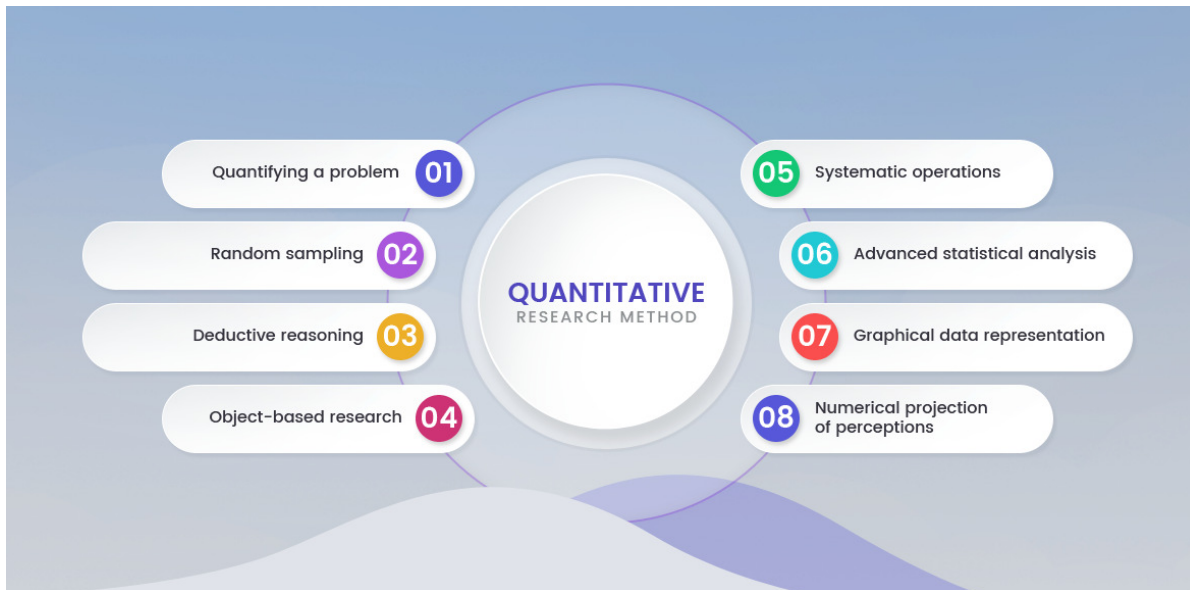 Quantifying a problem 01
Random sampling 02
Deductive reasoning 03
Object-based research 04
QUANTITATIVE
RESEARCH METHOD
05 Systematic operations
06 Advanced statistical analysis
07 Graphical data representation
08 Numerical projection
of perceptions